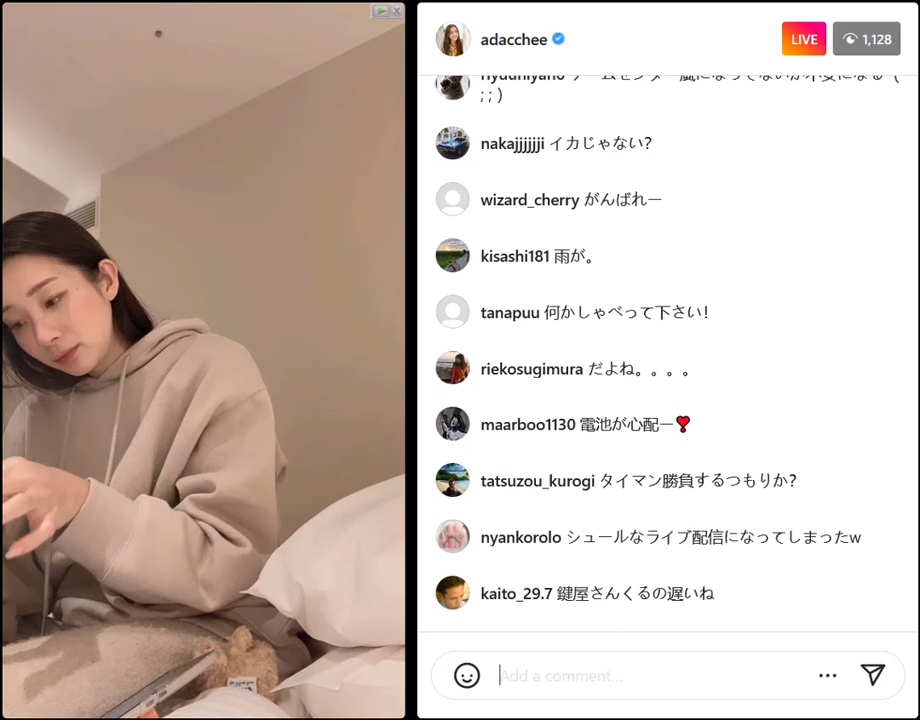 adacchee
LIVE
1,128
; ; )
nakajjjjjji イカじゃない?
wizard_cherry がんばれー
kisashi181 雨が。
tanapuu 何かしゃべって下さい!
riekosugimura だよね。。。。
maarboo1130 電池が心配ー❣
tatsuzou_kurogi タイマン勝負するつもりか?
nyankorolo シュールなライブ配信になってしまったw
kaito_29.7 鍵屋さんくるの遅いね
Add a comment...